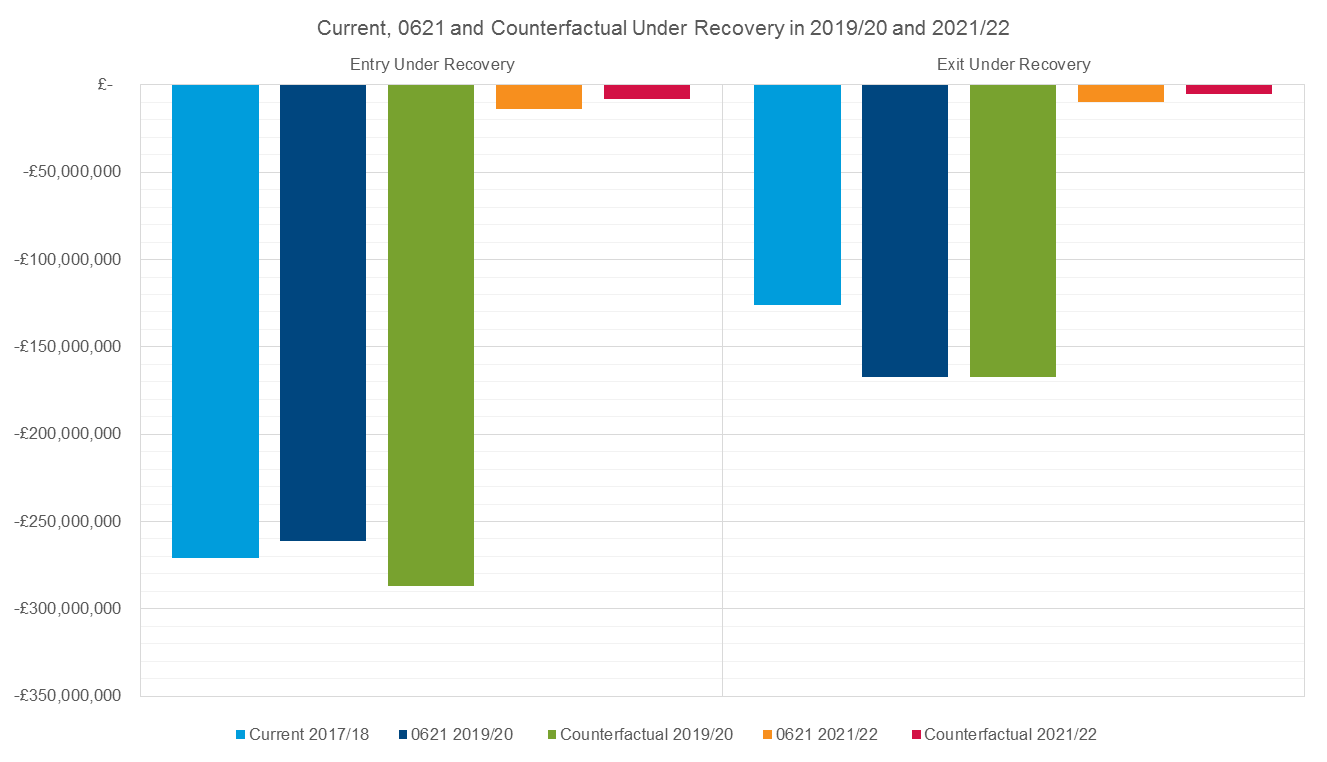 Current, 0621 and Counterfactual Under Recovery in 2019/20 and 2021/22
Entry Under Recovery
Exit Under Recovery
£-
-£50,000,000
-£100,000,000
-£150,000,000
-£200,000,000
-£250,000,000
-£300,000,000
-£350,000,000
Current 2017/18 0621 2019/20 Counterfactual 2019/20 0621 2021/22 Counterfactual 2021/22